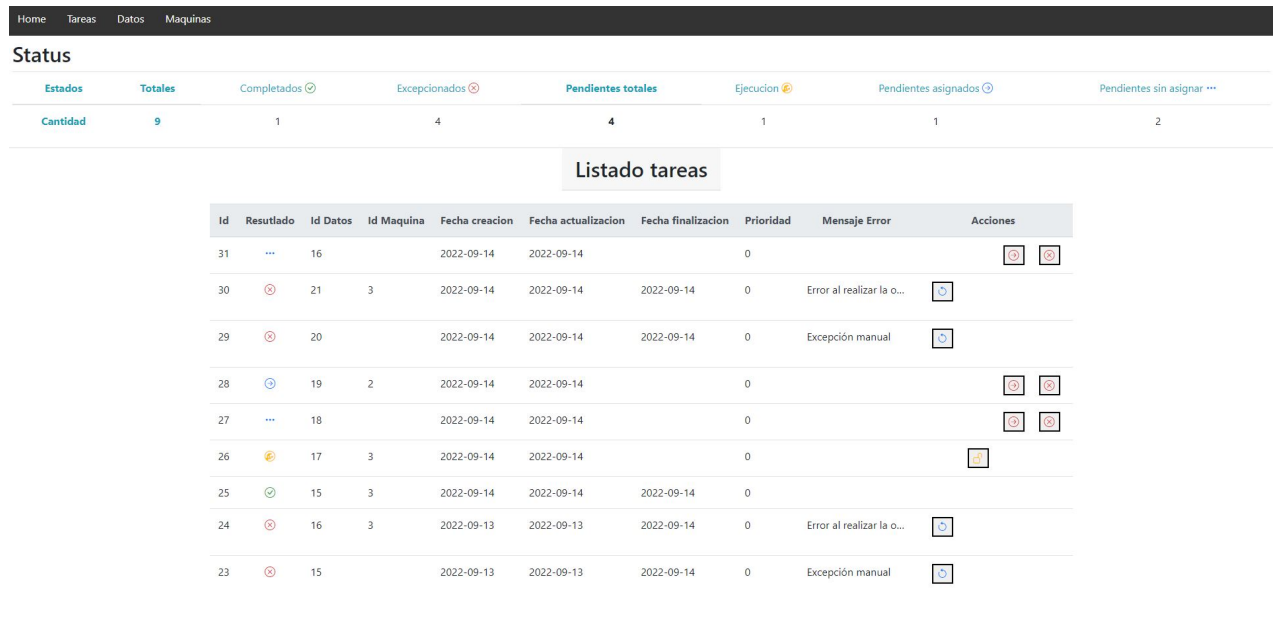 Home Tareas Datos Maquinas
Status
Estados Totales Completados Excepcionados Pendientes totales Ejecucion Pendientes asignados Pendientes sin asignar
Cantidad 9 1 4 4 1 1 2
Listado tareas
Id Resutlado Id Datos Id Maquina Fecha creacion Fecha actualizacion Fecha finalizacion Prioridad Mensaje Error Acciones
31 16 2022-09-14 2022-09-14 0
30 21 3 2022-09-14 2022-09-14 2022-09-14 0 Error al realizar la o...
29 20 2022-09-14 2022-09-14 2022-09-14 0 Excepción manual
28 19 2 2022-09-14 2022-09-14 0
27 18 2022-09-14 2022-09-14 0
26 17 3 2022-09-14 2022-09-14 0
25 15 3 2022-09-14 2022-09-14 2022-09-14 0
24 16 3 2022-09-13 2022-09-13 2022-09-14 0 Error al realizar la o...
23 15 2022-09-13 2022-09-13 2022-09-14 0 Excepción manual